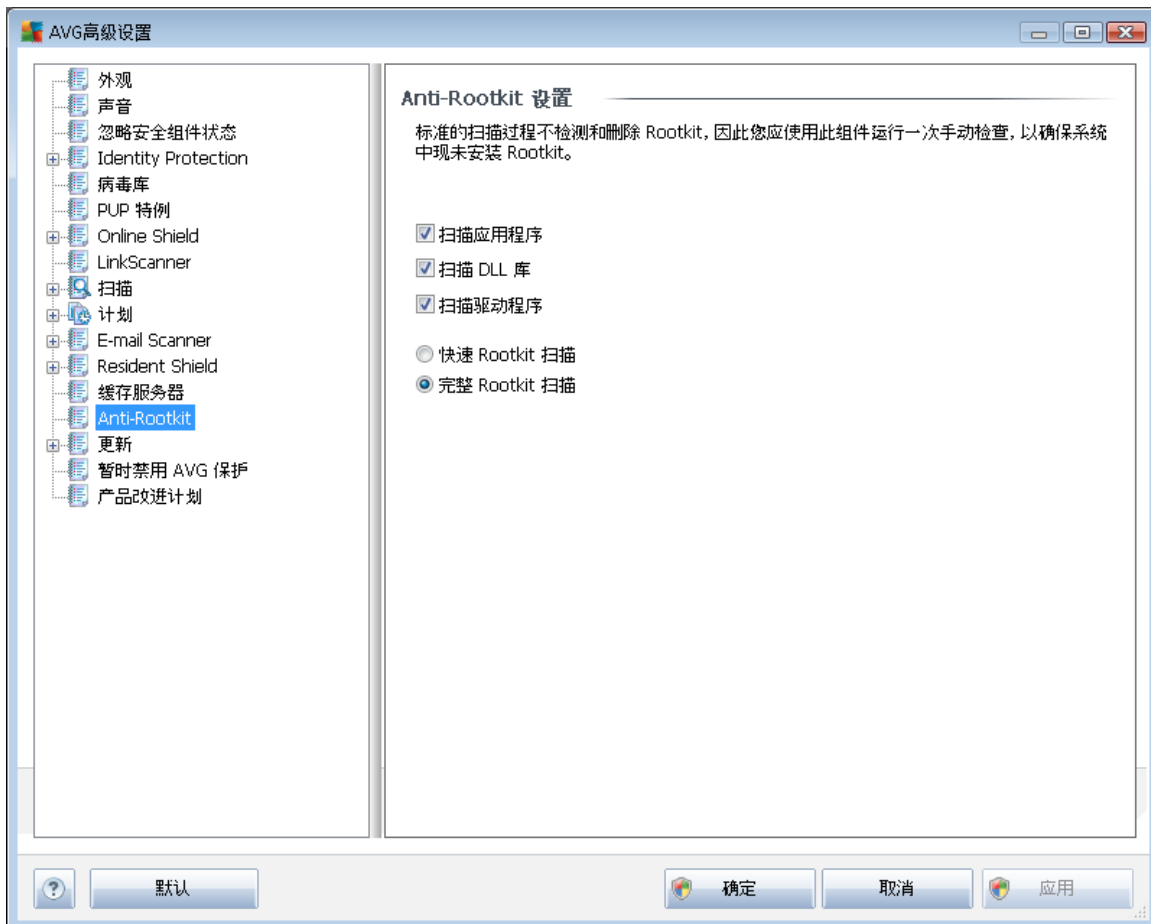 AVG高级设置
外观
声音
忽略安全组件状态
Identity Protection
病毒库
PUP 特例
Online Shield
LinkScanner
扫描
计划
E-mail Scanner
Resident Shield
缓存服务器
Anti-Rootkit
更新
暂时禁用 AVG 保护
产品改进计划
Anti-Rootkit 设置
标准的扫描过程不检测和删除 Rootkit，因此您应使用此组件运行一次手动检查，以确保系统
中现未安装 Rootkit。
扫描应用程序
扫描 DLL 库
扫描驱动程序
快速 Rootkit 扫描
完整 Rootkit 扫描
?
默认
确定
取消
应用